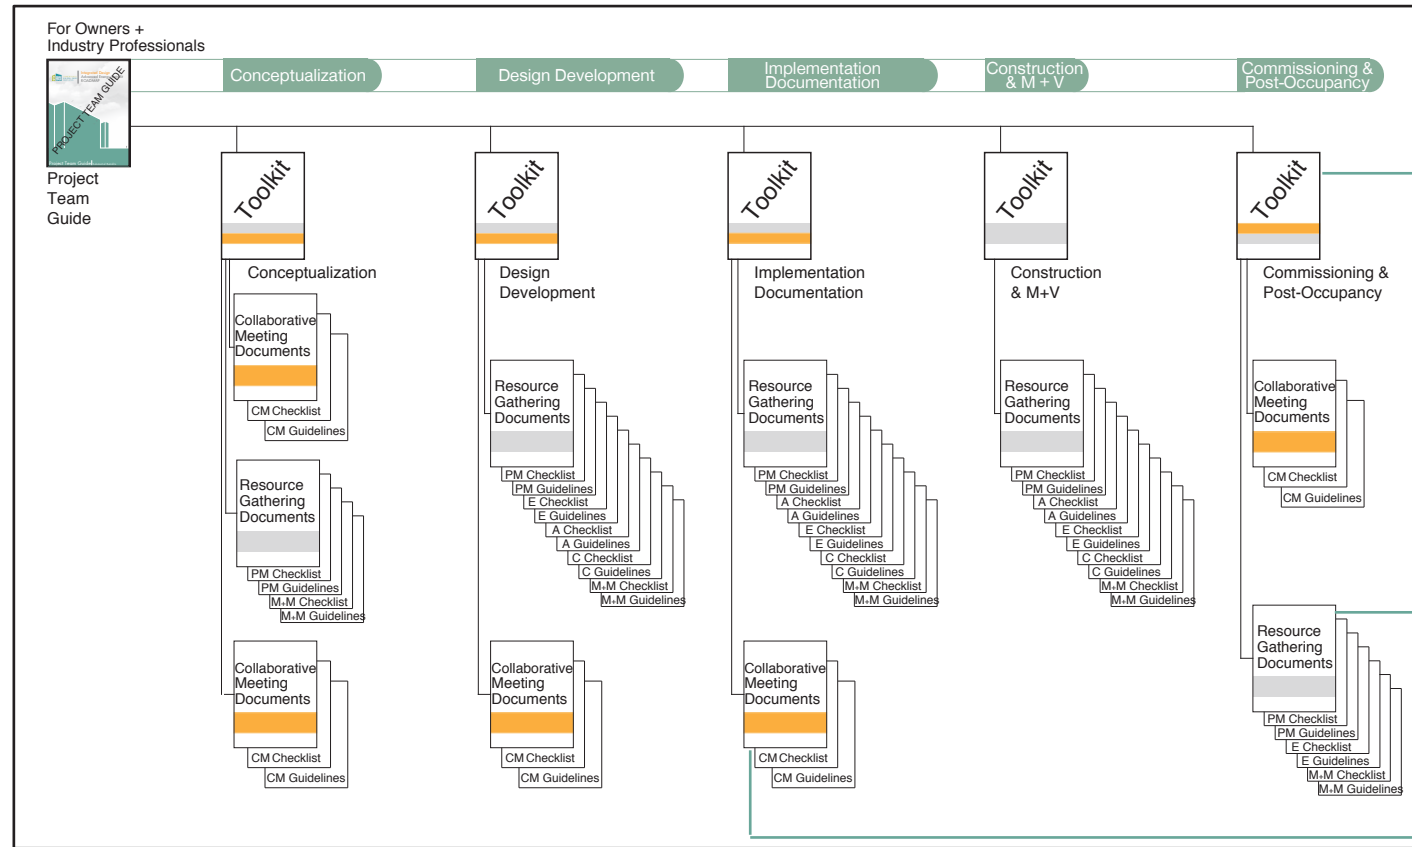 For Owners +
Industry Professionals
PROJECT TEAM GUIDE
Project Team Guide
Project
Team
Guide
Conceptualization
Design Development
Implementation
Documentation
Construction
& M + V
Commissioning &
Post-Occupancy
Toolkit
Conceptualization
Collaborative
Meeting
Documents
CM Checklist
CM Guidelines
Resource
Gathering
Documents
PM Checklist
PM Guidelines
M+M Checklist
M+M Guidelines
Collaborative
Meeting
Documents
CM Checklist
CM Guidelines
Toolkit
Design
Development
Resource
Gathering
Documents
PM Checklist
PM Guidelines
E Checklist
E Guidelines
A Checklist
A Guidelines
C Checklist
C Guidelines
M+M Checklist
M+M Guidelines
Collaborative
Meeting
Documents
CM Checklist
CM Guidelines
Toolkit
Implementation
Documentation
Resource
Gathering
Documents
PM Checklist
PM Guidelines
A Checklist
A Guidelines
E Checklist
E Guidelines
C Checklist
C Guidelines
M+M Checklist
M+M Guidelines
Collaborative
Meeting
Documents
CM Checklist
CM Guidelines
Toolkit
Construction
& M+V
Resource
Gathering
Documents
PM Checklist
PM Guidelines
A Checklist
A Guidelines
E Checklist
E Guidelines
C Checklist
C Guidelines
M+M Checklist
M+M Guidelines
Toolkit
Commissioning &
Post-Occupancy
Collaborative
Meeting
Documents
CM Checklist
CM Guidelines
Resource
Gathering
Documents
PM Checklist
PM Guidelines
E Checklist
E Guidelines
M+M Checklist
M+M Guidelines